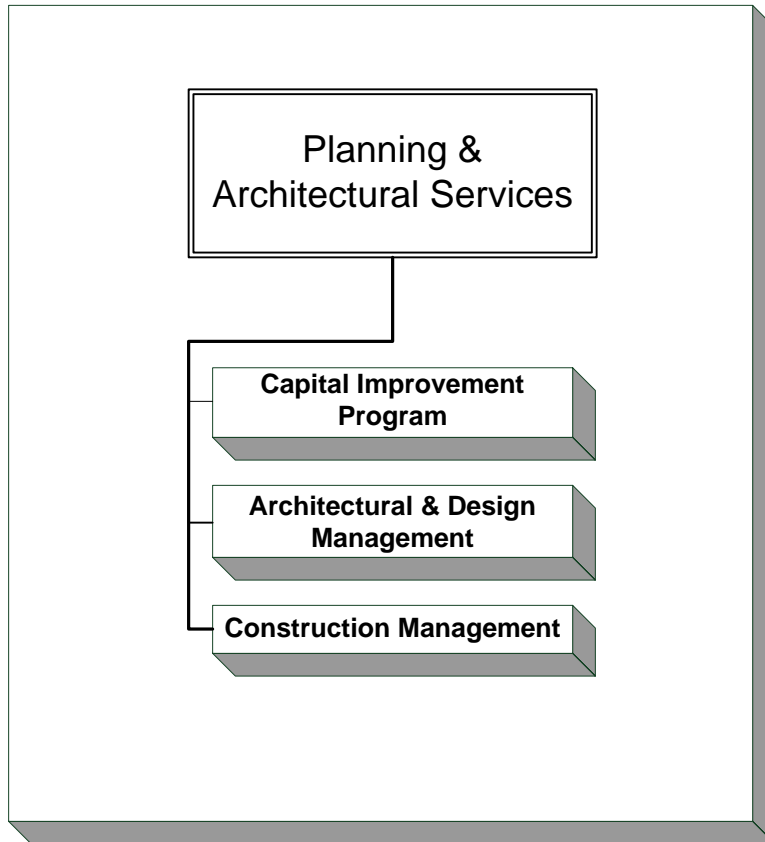 Planning &
Architectural Services
Capital Improvement
Program
Architectural & Design
Management
Construction Management